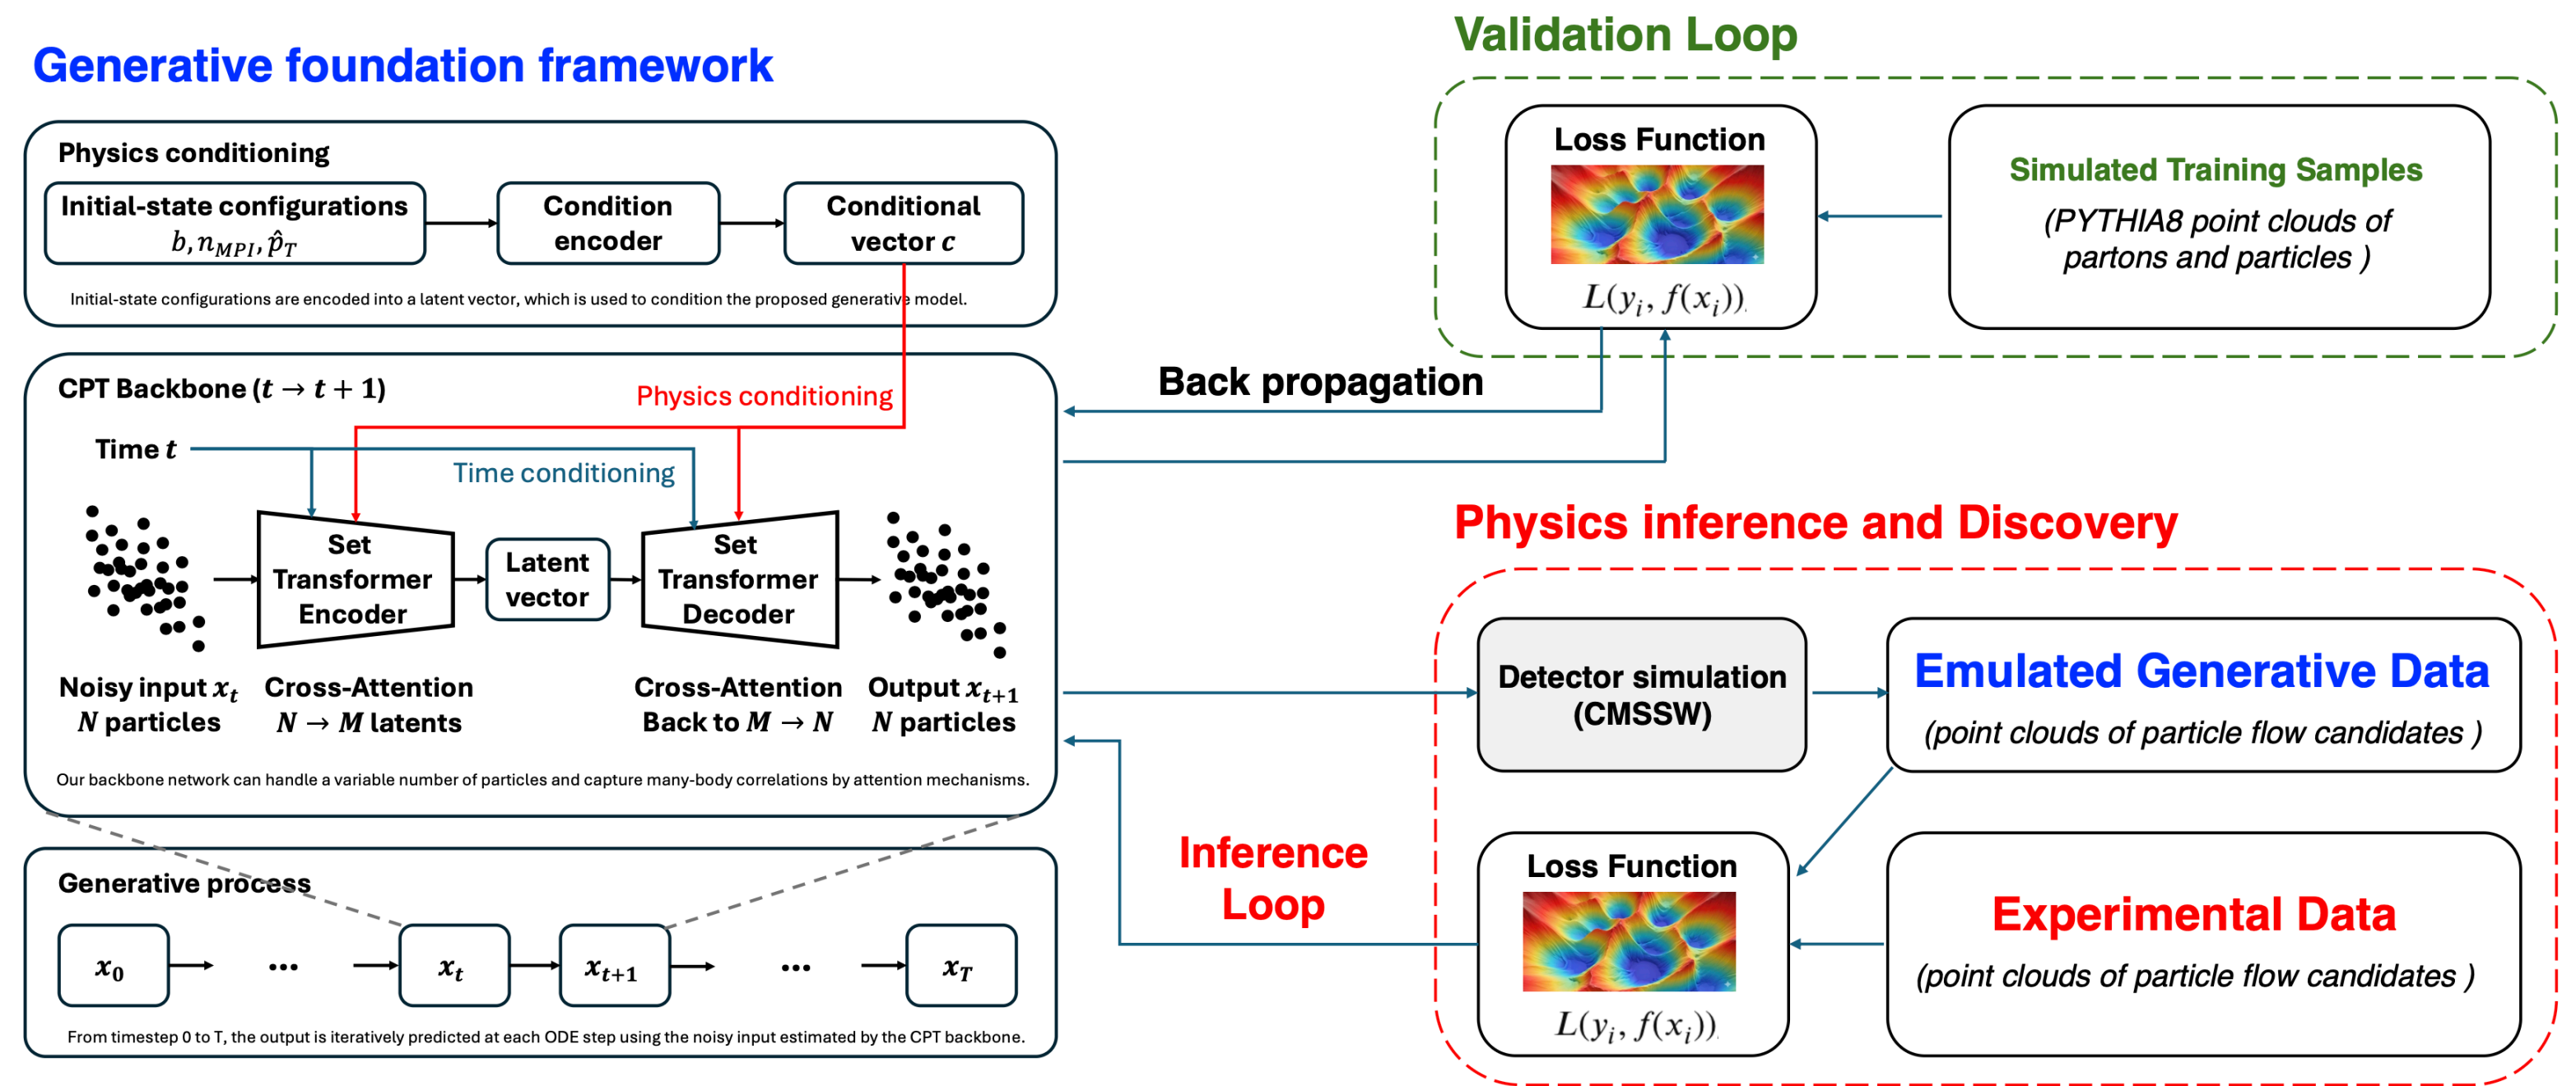 Generative foundation framework
Physics conditioning
Initial-state configurations
b, n_{MPI}, p̂_T
Condition
encoder
Conditional
vector c
Initial-state configurations are encoded into a latent vector, which is used to condition the proposed generative model.
CPT Backbone (t → t + 1)
Physics conditioning
Time t
Time conditioning
Set
Transformer
Encoder
Latent
vector
Set
Transformer
Decoder
Noisy input x_t
N particles
Cross-Attention
N → M latents
Cross-Attention
Back to M → N
Output x_{t+1}
N particles
Our backbone network can handle a variable number of particles and capture many-body correlations by attention mechanisms.
Generative process
x_0
...
x_t
x_{t+1}
...
x_T
From timestep 0 to T, the output is iteratively predicted at each ODE step using the noisy input estimated by the CPT backbone.
Validation Loop
Loss Function
L(y_i, f(x_i)).
Simulated Training Samples
(PYTHIA8 point clouds of
partons and particles )
Back propagation
Physics inference and Discovery
Detector simulation
(CMSSW)
Emulated Generative Data
(point clouds of particle flow candidates )
Inference
Loop
Loss Function
L(y_i, f(x_i)).
Experimental Data
(point clouds of particle flow candidates )